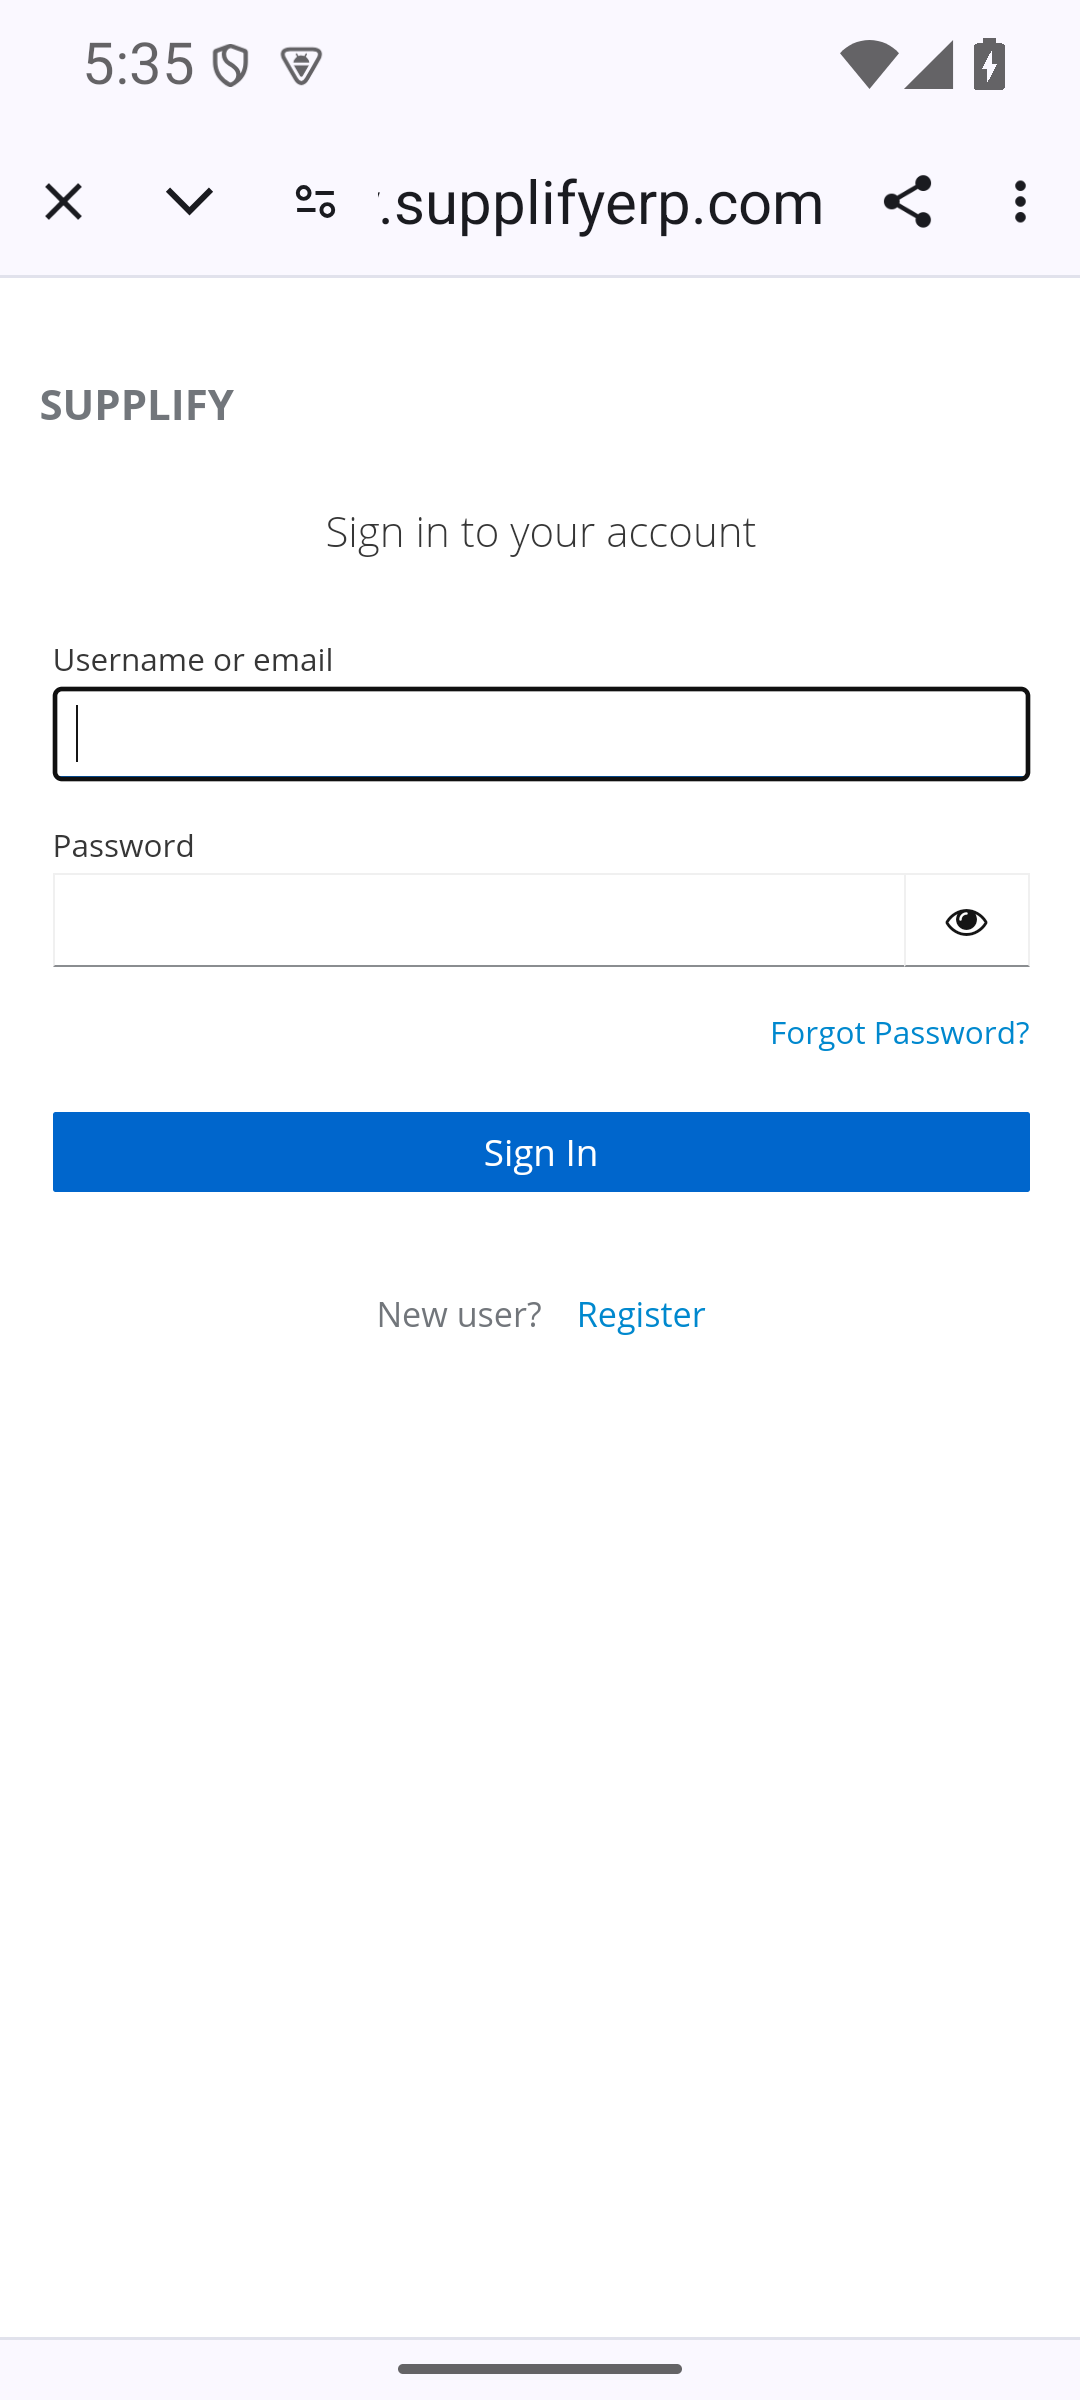 5:35
.supplifyerp.com
SUPPLIFY
Sign in to your account
Username or email
Password
Forgot Password?
Sign In
New user? Register